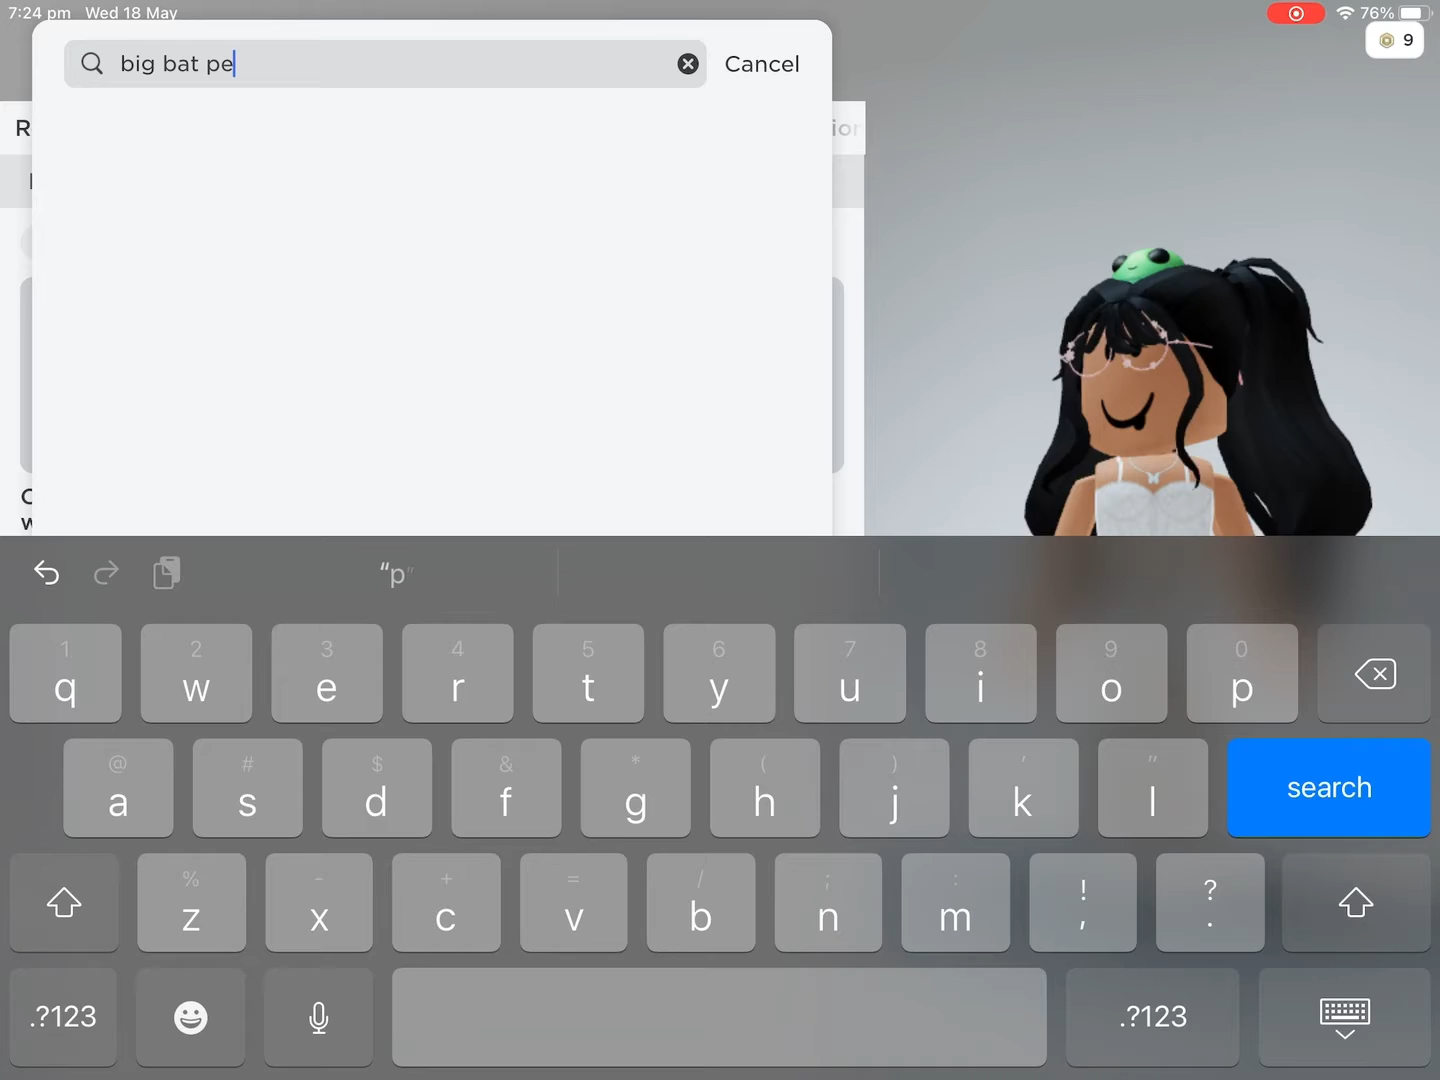 7:24 pm Wed 18 May
76%
9
big bat pe
Cancel
R
ior
"p"
1 2 3 4 5 6 7 8 9 0
q w e r t y u i o p
@ # $ & * ( ) ' "
a s d f g h j k l
search
% - + = / ; : ! ?
z x c v b n m , .
.?123
.?123